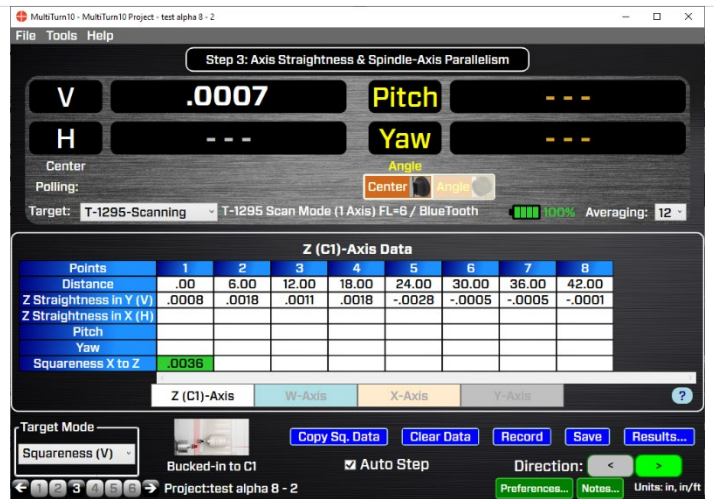 MultiTurn10 - MultiTurn10 Project - test alpha 8 - 2
File Tools Help
Step 3: Axis Straightness & Spindle-Axis Parallelism
V .0007 Pitch - - -
H - - - Yaw - - -
Center Angle
Polling: Center Angle
Target: T-1295-Scanning T-1295 Scan Mode (1 Axis) FL=6 / BlueTooth 100% Averaging: 12
Z (C1)-Axis Data
Points 1 2 3 4 5 6 7 8
Distance .00 6.00 12.00 18.00 24.00 30.00 36.00 42.00
Z Straightness in Y (V) .0008 .0018 .0011 .0018 -.0028 -.0005 -.0005 -.0001
Z Straightness in X (H)
Pitch
Yaw
Squareness X to Z .0036
Z (C1)-Axis W-Axis X-Axis Y-Axis ?
Target Mode
Squareness (V)
Copy Sq. Data Clear Data Record Save Results...
Bucked-in to C1 Auto Step Direction: < >
1 2 3 4 5 6 Project:test alpha 8 - 2 Preferences... Notes... Units: in, in/ft